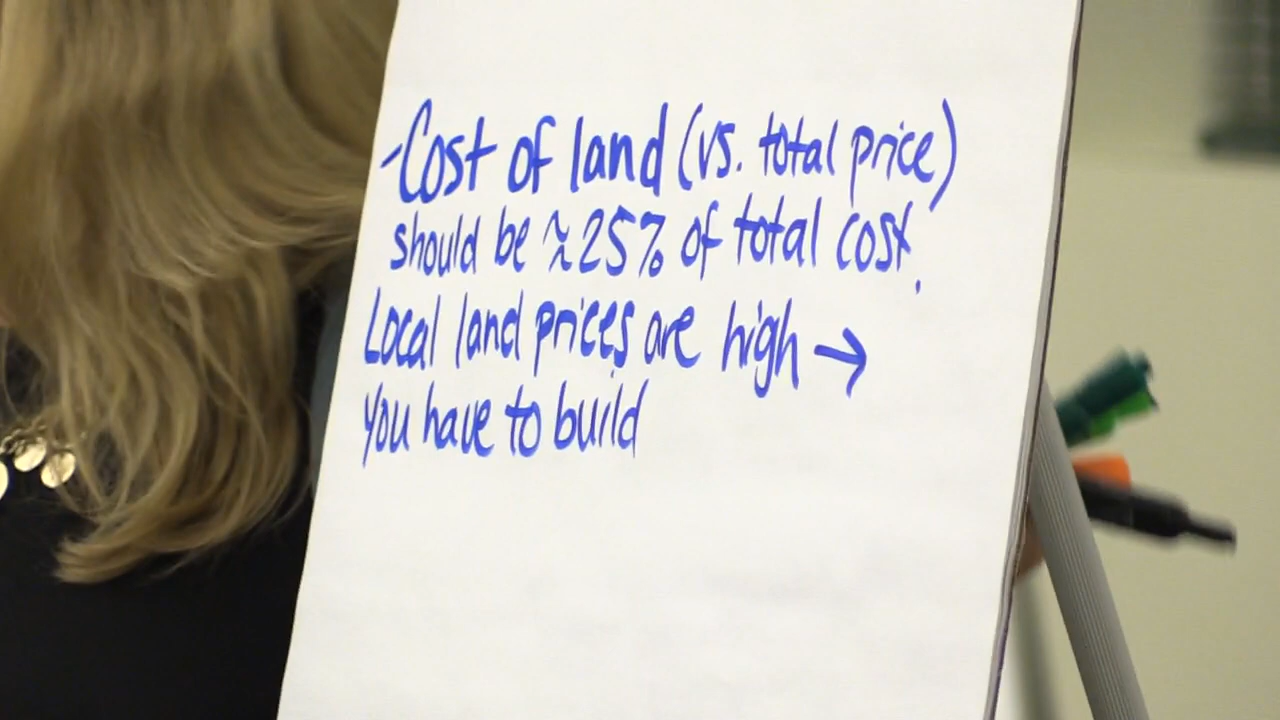 -Cost of land (vs. total price)
should be ≈25% of total cost.
Local land prices are high →
you have to build